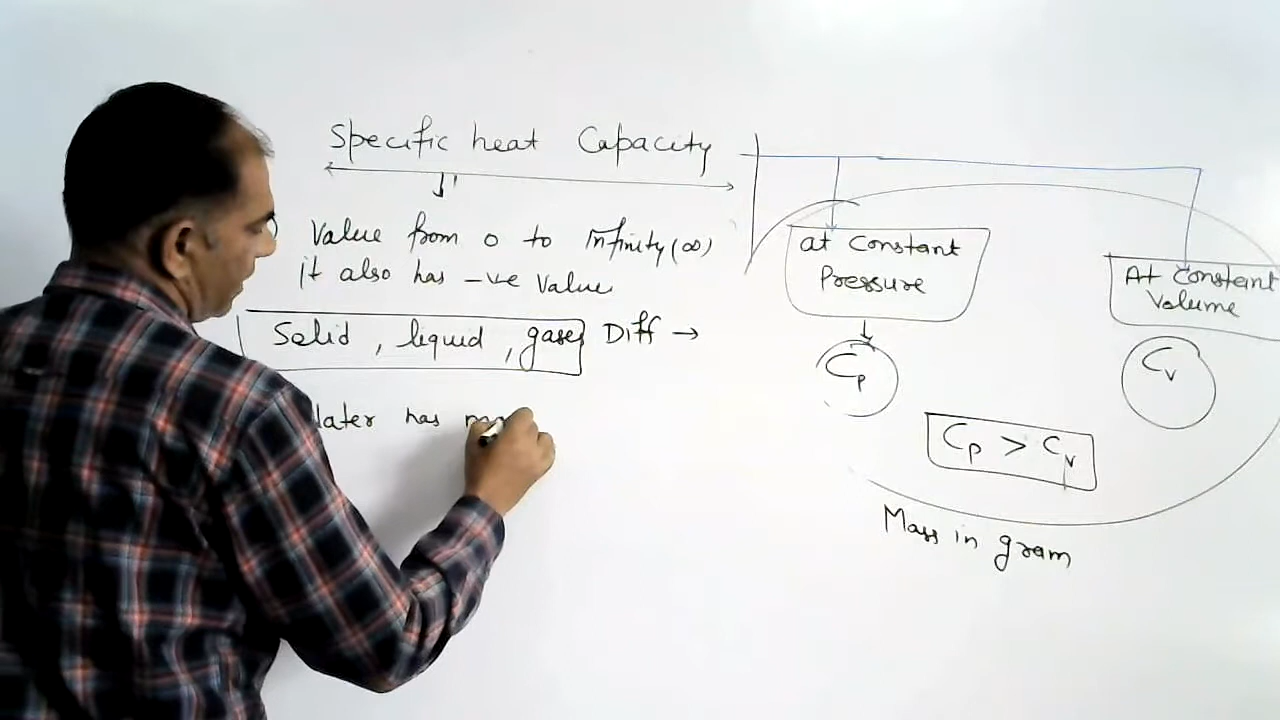 Specific heat Capacity
Value from 0 to Infinity (∞)
it also has -ve Value
Solid , liquid , gases Diff →
has
at Constant
Pressure
Cp
At Constant
Volume
Cv
Cp > Cv
Mass in gram